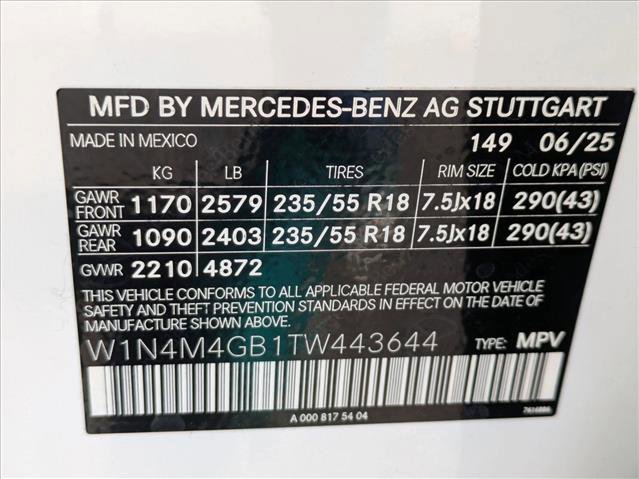 MFD BY MERCEDES-BENZ AG STUTTGART
MADE IN MEXICO 149 06/25
KG LB TIRES RIM SIZE COLD KPA(PSI)
GAWR FRONT 1170 2579 235/55 R18 7.5Jx18 290(43)
GAWR REAR 1090 2403 235/55 R18 7.5Jx18 290(43)
GVWR 2210 4872
THIS VEHICLE CONFORMS TO ALL APPLICABLE FEDERAL MOTOR VEHICLE
SAFETY AND THEFT PREVENTION STANDARDS IN EFFECT ON THE DATE OF
MANUFACTURE SHOWN ABOVE.
W1N4M4GB1TW443644 TYPE: MPV
A 000 817 54 04